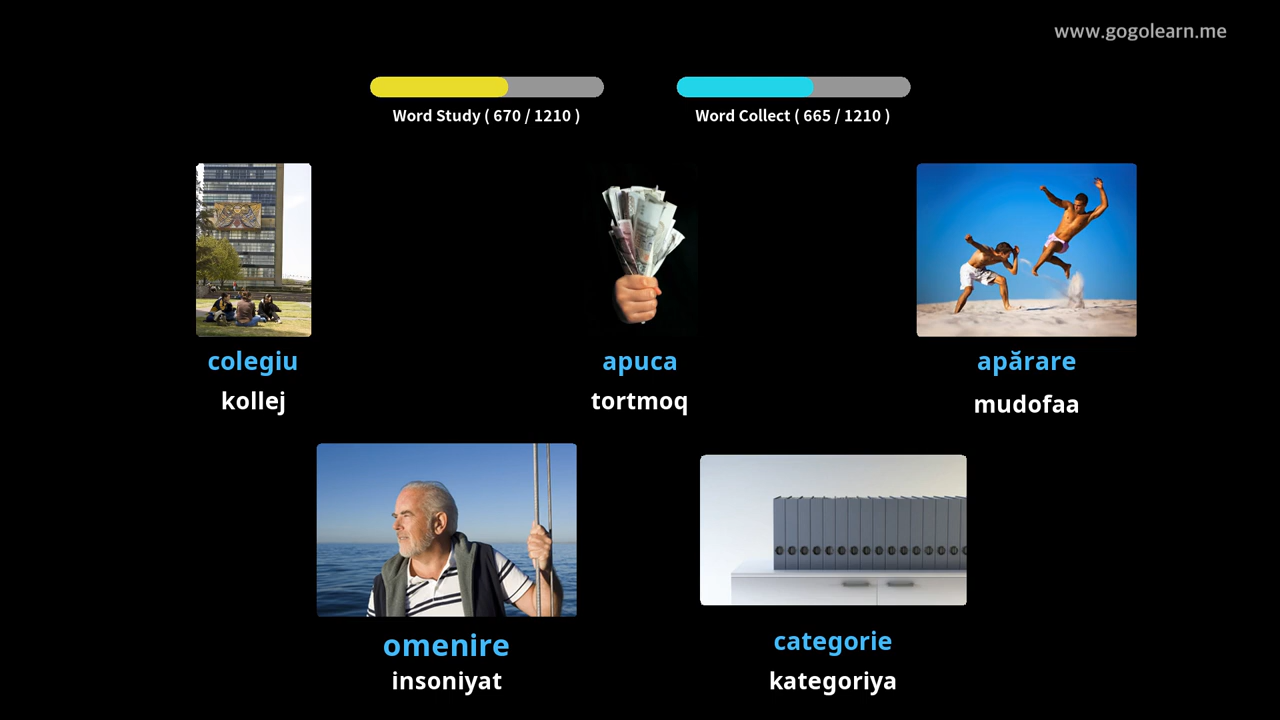 www.gogolearn.me
Word Study ( 670 / 1210 )
Word Collect ( 665 / 1210 )
colegiu
kollej
apuca
tortmoq
apărare
mudofaa
omenire
insoniyat
categorie
kategoriya